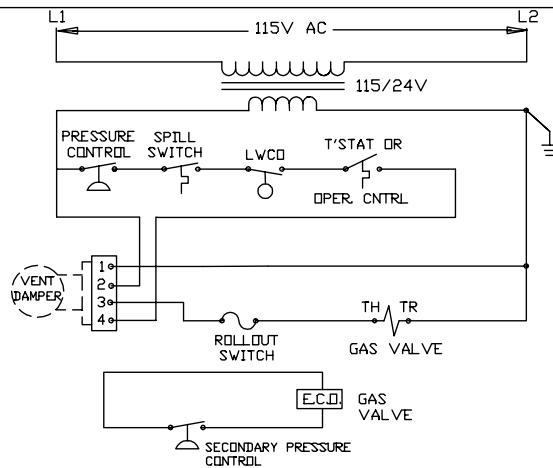 L1
L2
115V AC
115/24V
PRESSURE
CONTROL
SPILL
SWITCH
LWCO
T'STAT OR
OPER. CNTRL
VENT
DAMPER
1
2
3
4
ROLLOUT
SWITCH
TH TR
GAS VALVE
E.C.O.
GAS
VALVE
SECONDARY PRESSURE
CONTROL